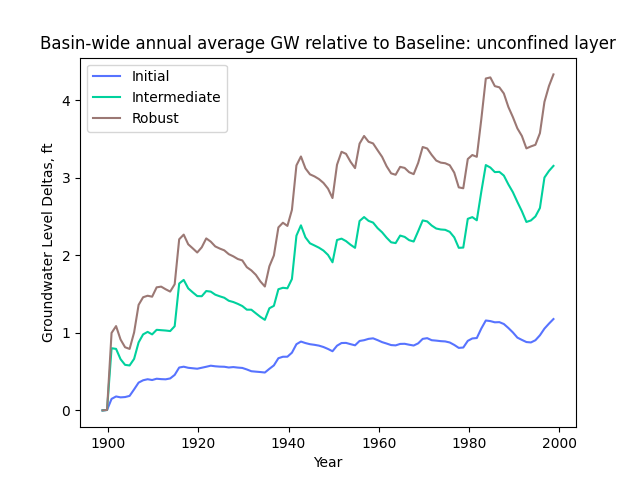 Basin-wide annual average GW relative to Baseline: unconfined layer
Initial
Intermediate
Robust
Groundwater Level Deltas, ft
4
3
2
1
0
1900 1920 1940 1960 1980 2000
Year